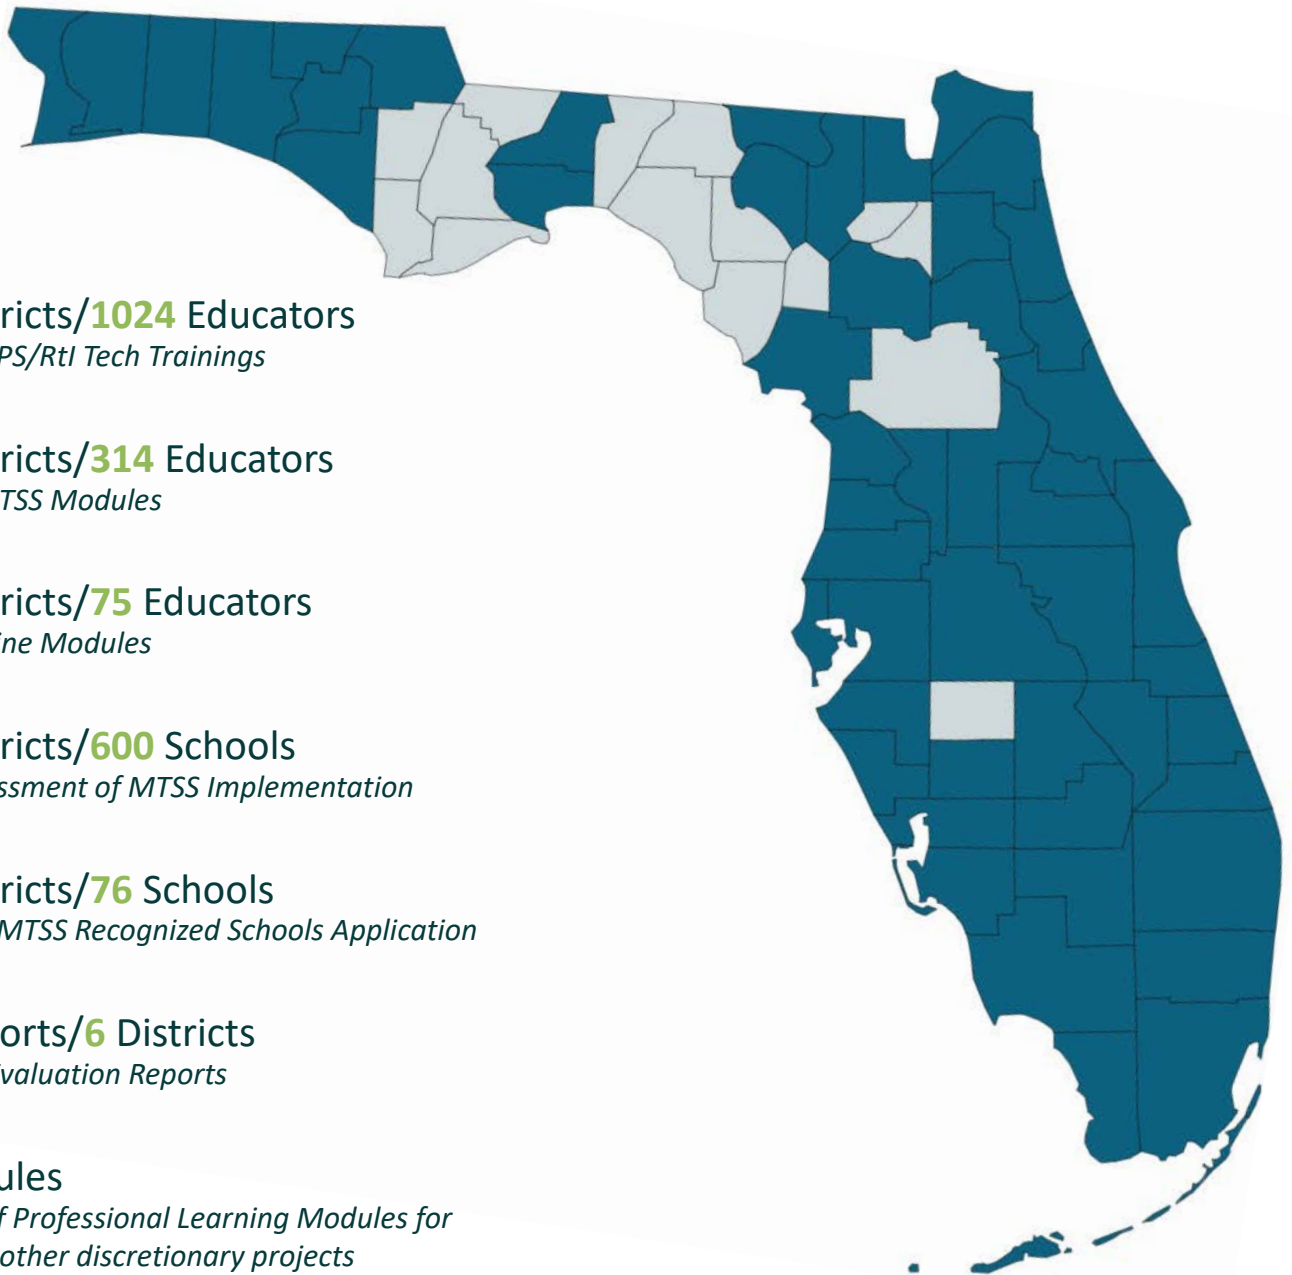 ricts/1024 Educators
PS/RtI Tech Trainings
ricts/314 Educators
TSS Modules
ricts/75 Educators
ine Modules
ricts/600 Schools
ssment of MTSS Implementation
ricts/76 Schools
MTSS Recognized Schools Application
orts/6 Districts
Evaluation Reports
ules
of Professional Learning Modules for
other discretionary projects